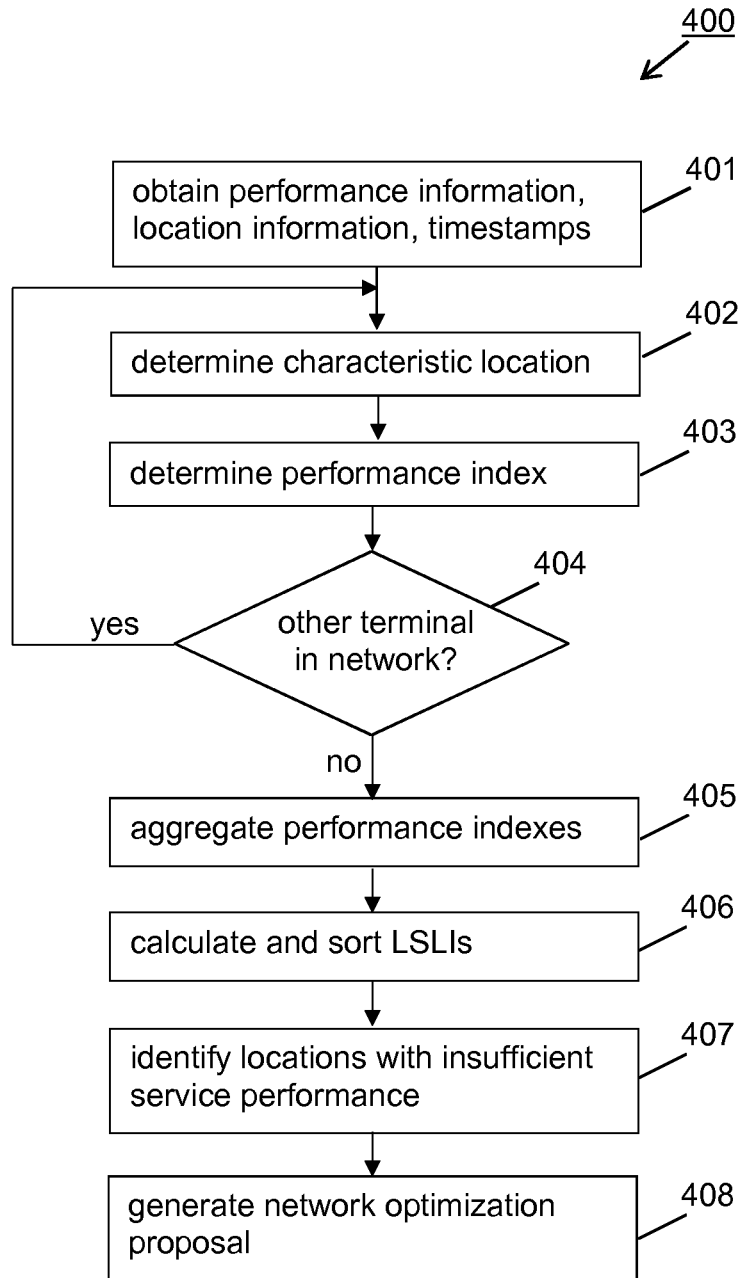 400
401
obtain performance information,
location information, timestamps
402
determine characteristic location
403
determine performance index
404
other terminal
in network?
yes
no
405
aggregate performance indexes
406
calculate and sort LSLIs
407
identify locations with insufficient
service performance
408
generate network optimization
proposal